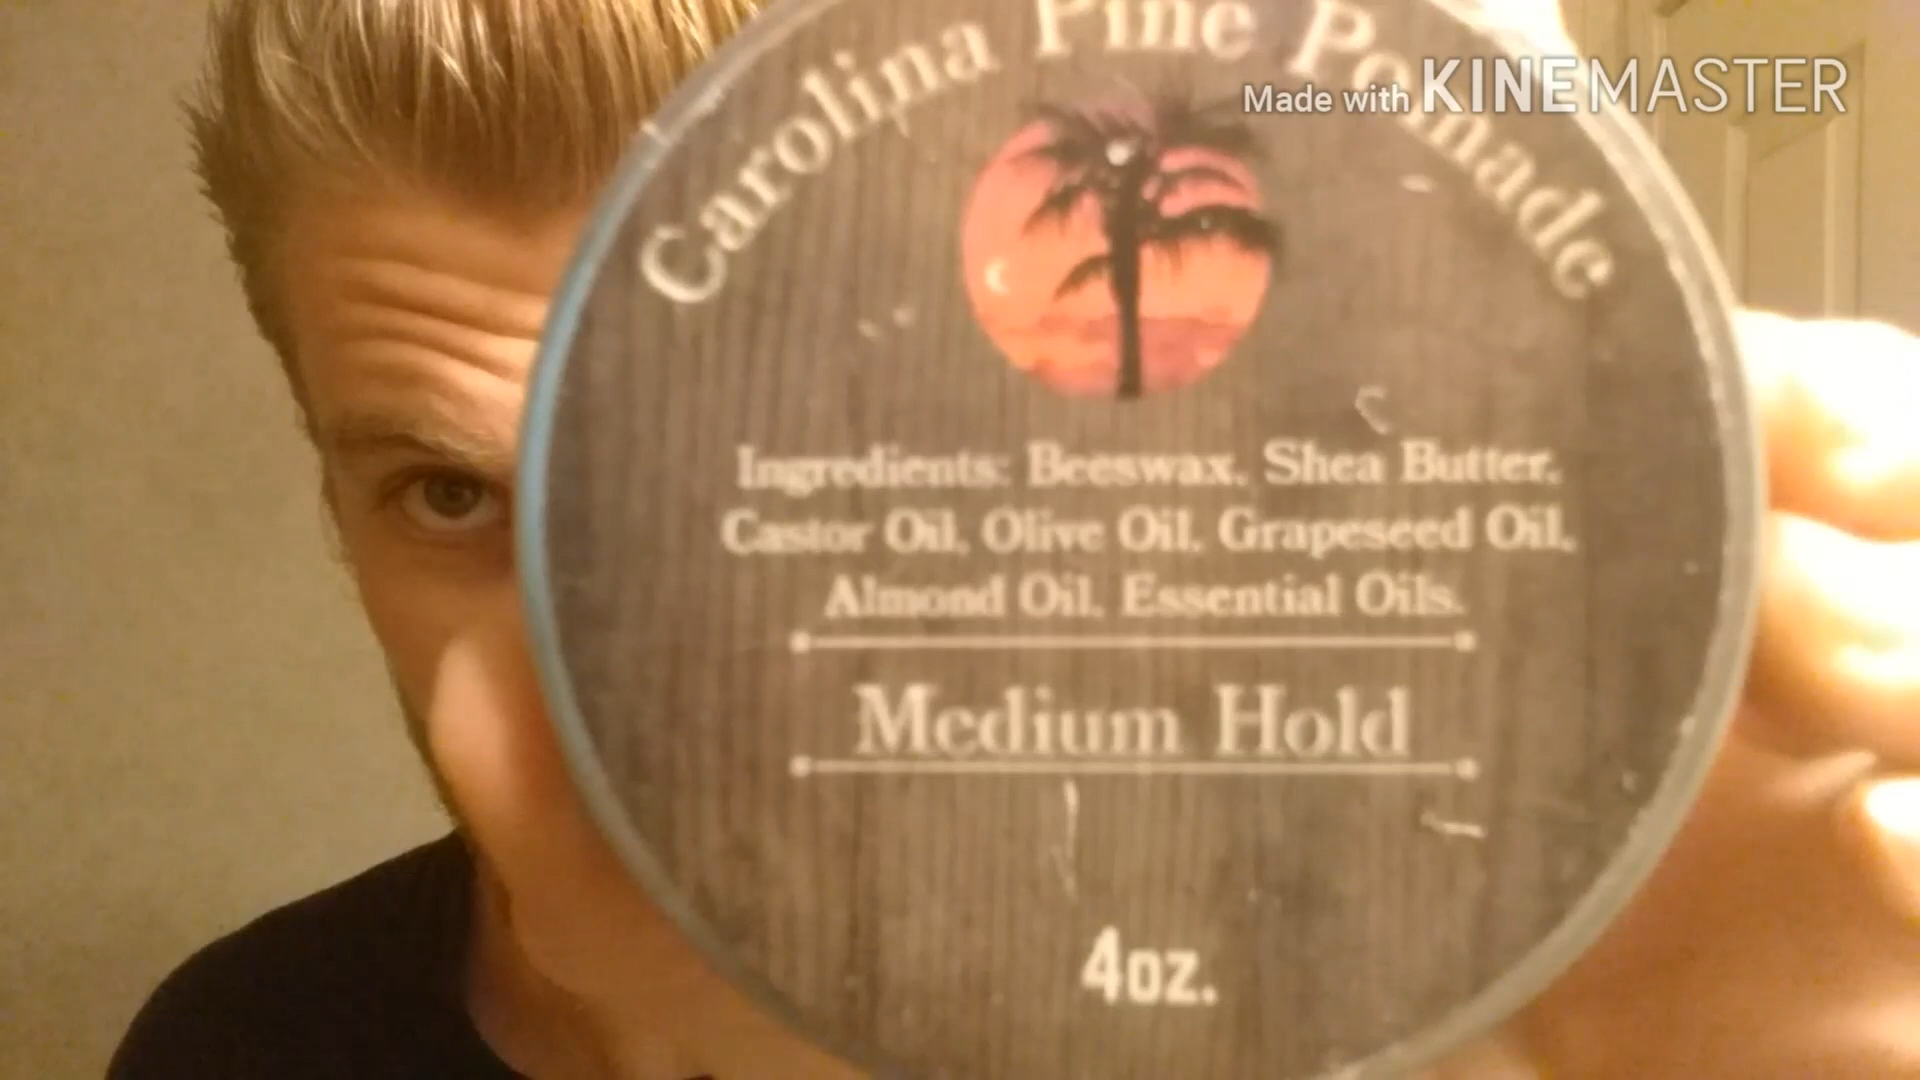 Carolina Pine Pomade
Made with KINEMASTER
Ingredients: Beeswax, Shea Butter,
Castor Oil, Olive Oil, Grapeseed Oil,
Almond Oil, Essential Oils.
Medium Hold
4oz.